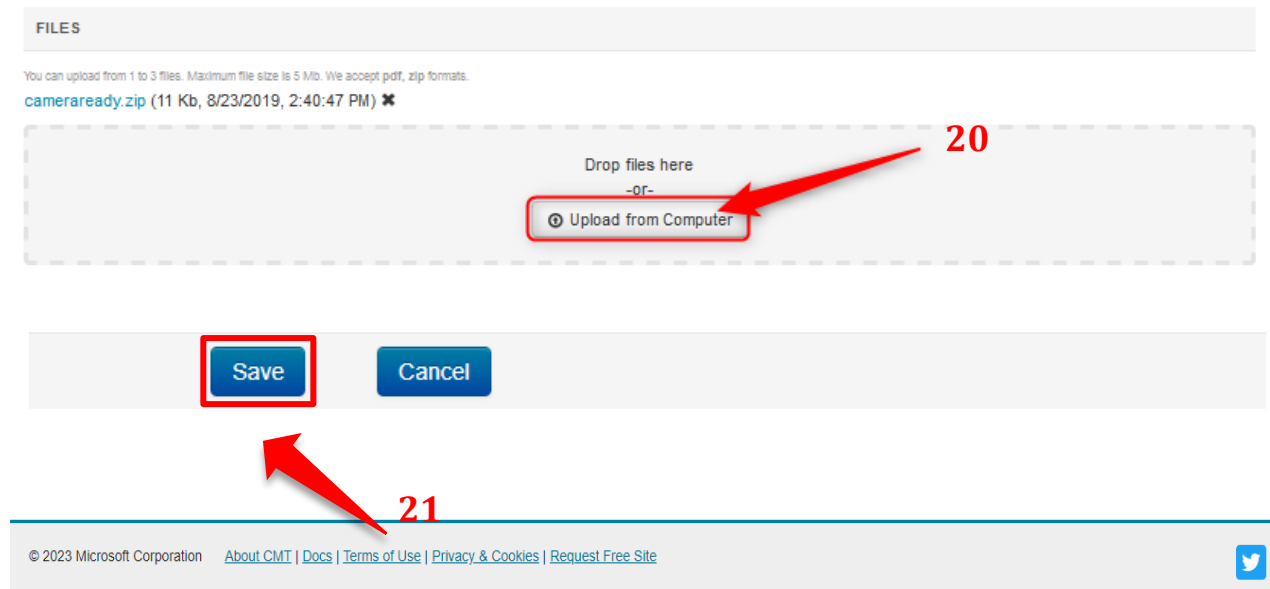 FILES
You can upload from 1 to 3 files. Maximum file size is 5 Mb. We accept pdf, zip formats.
cameraready.zip (11 Kb, 8/23/2019, 2:40:47 PM) ✖
20
Drop files here
-or-
Upload from Computer
Save Cancel
21
© 2023 Microsoft Corporation About CMT | Docs | Terms of Use | Privacy & Cookies | Request Free Site